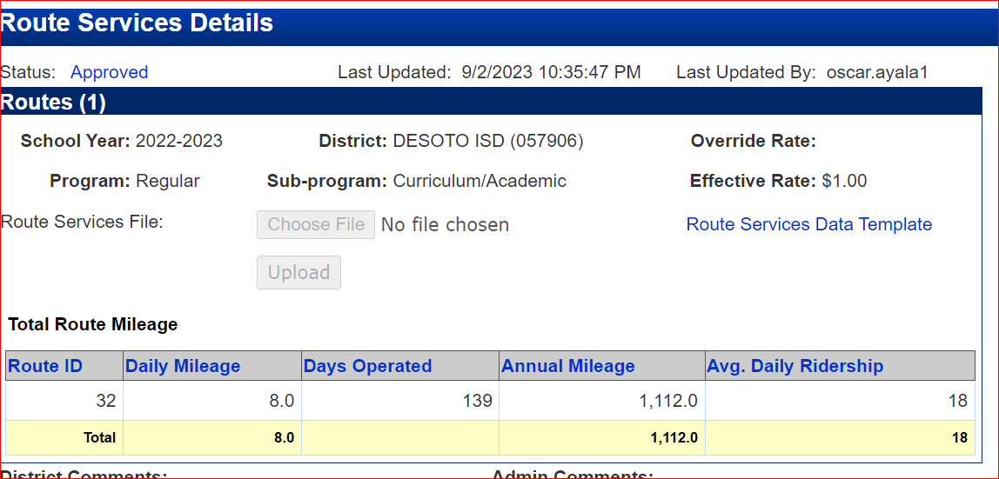 Route Services Details
Status: Approved Last Updated: 9/2/2023 10:35:47 PM Last Updated By: oscar.ayala1
Routes (1)
School Year: 2022-2023 District: DESOTO ISD (057906) Override Rate:
Program: Regular Sub-program: Curriculum/Academic Effective Rate: $1.00
Route Services File: Choose File No file chosen Route Services Data Template
Upload
Total Route Mileage
Route ID Daily Mileage Days Operated Annual Mileage Avg. Daily Ridership
32 8.0 139 1,112.0 18
Total 8.0 1,112.0 18
District Comments: Admin Comments: